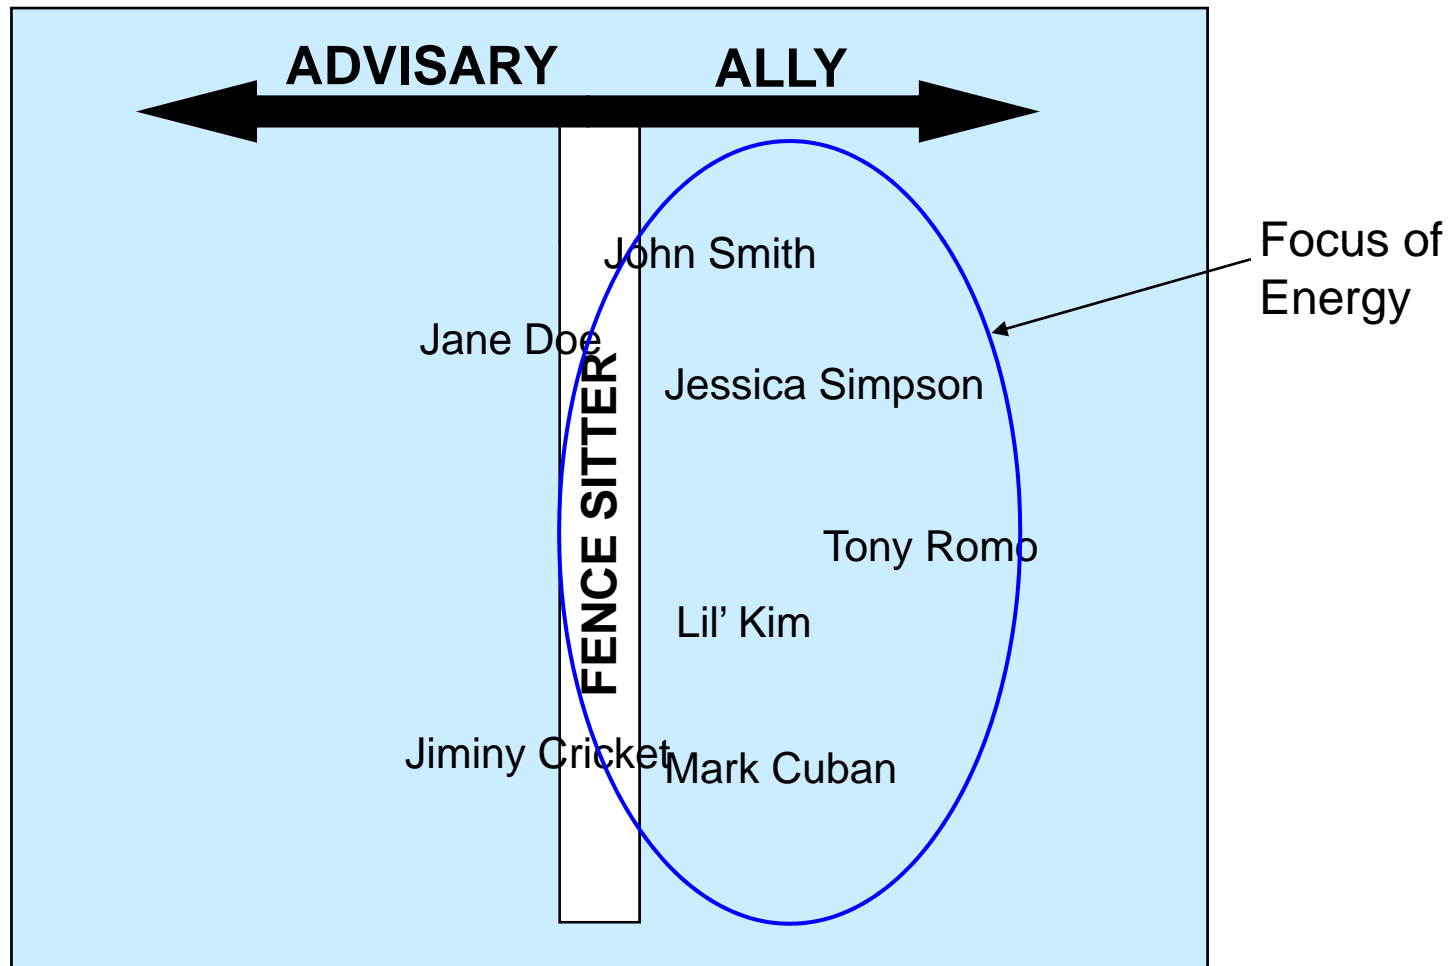 ADVISARY
ALLY
John Smith
Focus of
Energy
Jane Doe
Jessica Simpson
FENCE SITTER
Tony Romo
Lil’ Kim
Jiminy Cricket
Mark Cuban